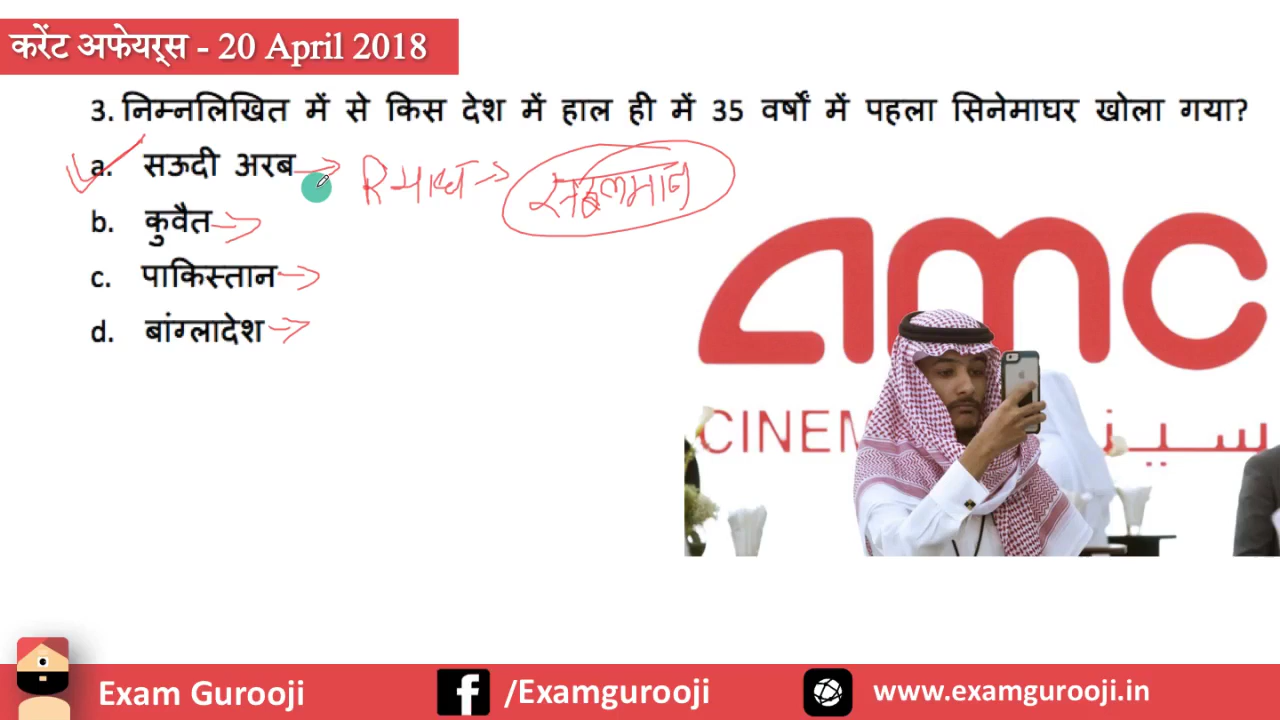 करेंट अफेयर्स - 20 April 2018
3. निम्नलिखित में से किस देश में हाल ही में 35 वर्षों में पहला सिनेमाघर खोला गया?
a. सऊदी अरब
b. कुवैत
c. पाकिस्तान
d. बांग्लादेश
amc
CINEM
سين
Exam Gurooji
f /Examgurooji
www.examgurooji.in